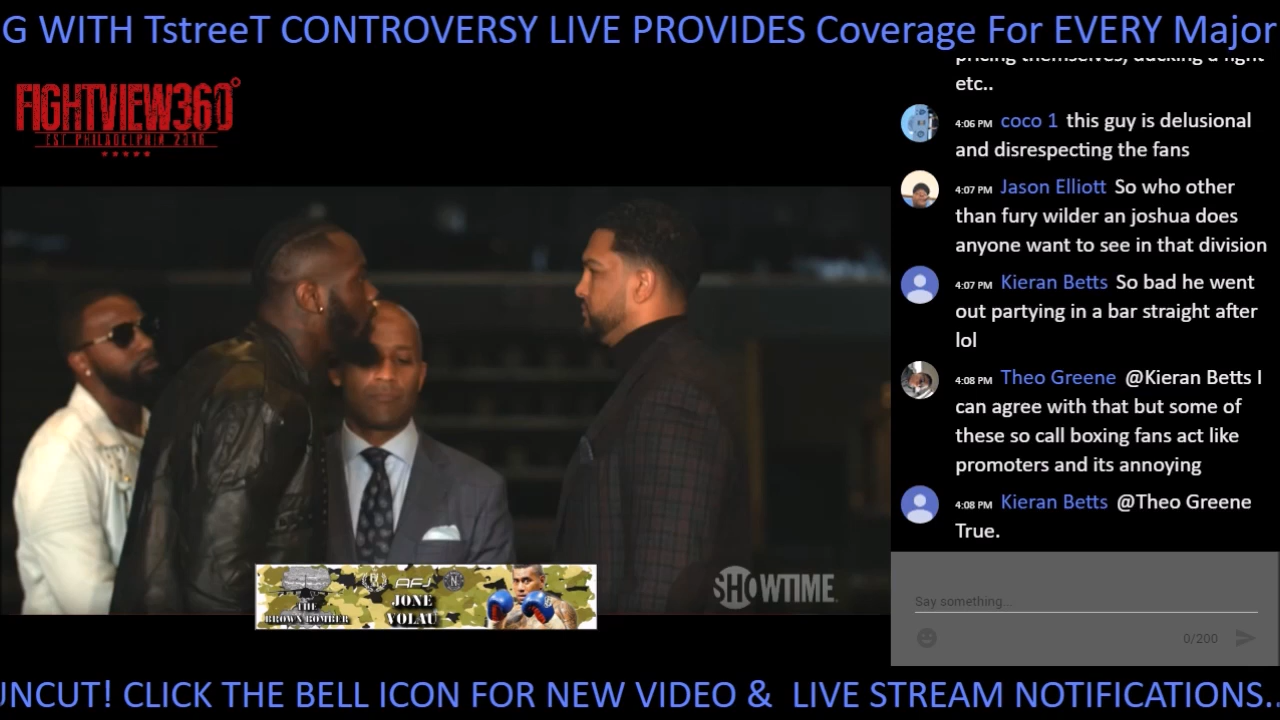 G WITH TstreeT CONTROVERSY LIVE PROVIDES Coverage For EVERY Major
FIGHTVIEW360°
EST PHILADELPHIA 2016
pricing themselves, ducking a fight
etc..
4:06 PM coco 1 this guy is delusional
and disrespecting the fans
4:07 PM Jason Elliott So who other
than fury wilder an joshua does
anyone want to see in that division
4:07 PM Kieran Betts So bad he went
out partying in a bar straight after
lol
4:08 PM Theo Greene @Kieran Betts I
can agree with that but some of
these so call boxing fans act like
promoters and its annoying
4:08 PM Kieran Betts @Theo Greene
True.
Say something...
0/200
SHOWTIME
AFJ
N
THE
BROWN BOMBER
JONE
VOLAU
UNCUT! CLICK THE BELL ICON FOR NEW VIDEO & LIVE STREAM NOTIFICATIONS..